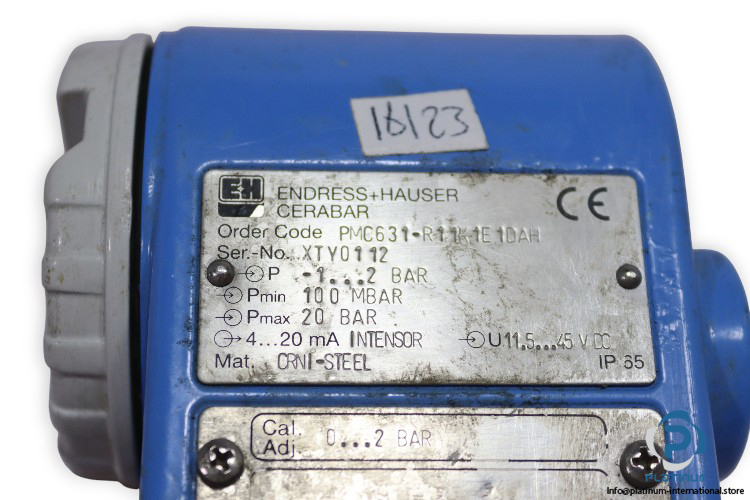 18123
E+H ENDRESS+HAUSER
CERABAR
CE
Order Code PMC631-R11K1E1DAH
Ser.-No. XTY0112
P -1...2 BAR
Pmin 100 MBAR
Pmax 20 BAR
4...20 mA INTENSOR U 11.5...45 V DC
Mat. CRNI-STEEL IP 65
Cal. 0...2 BAR
Adj.
PLATINUM
Info@platinum-international.store